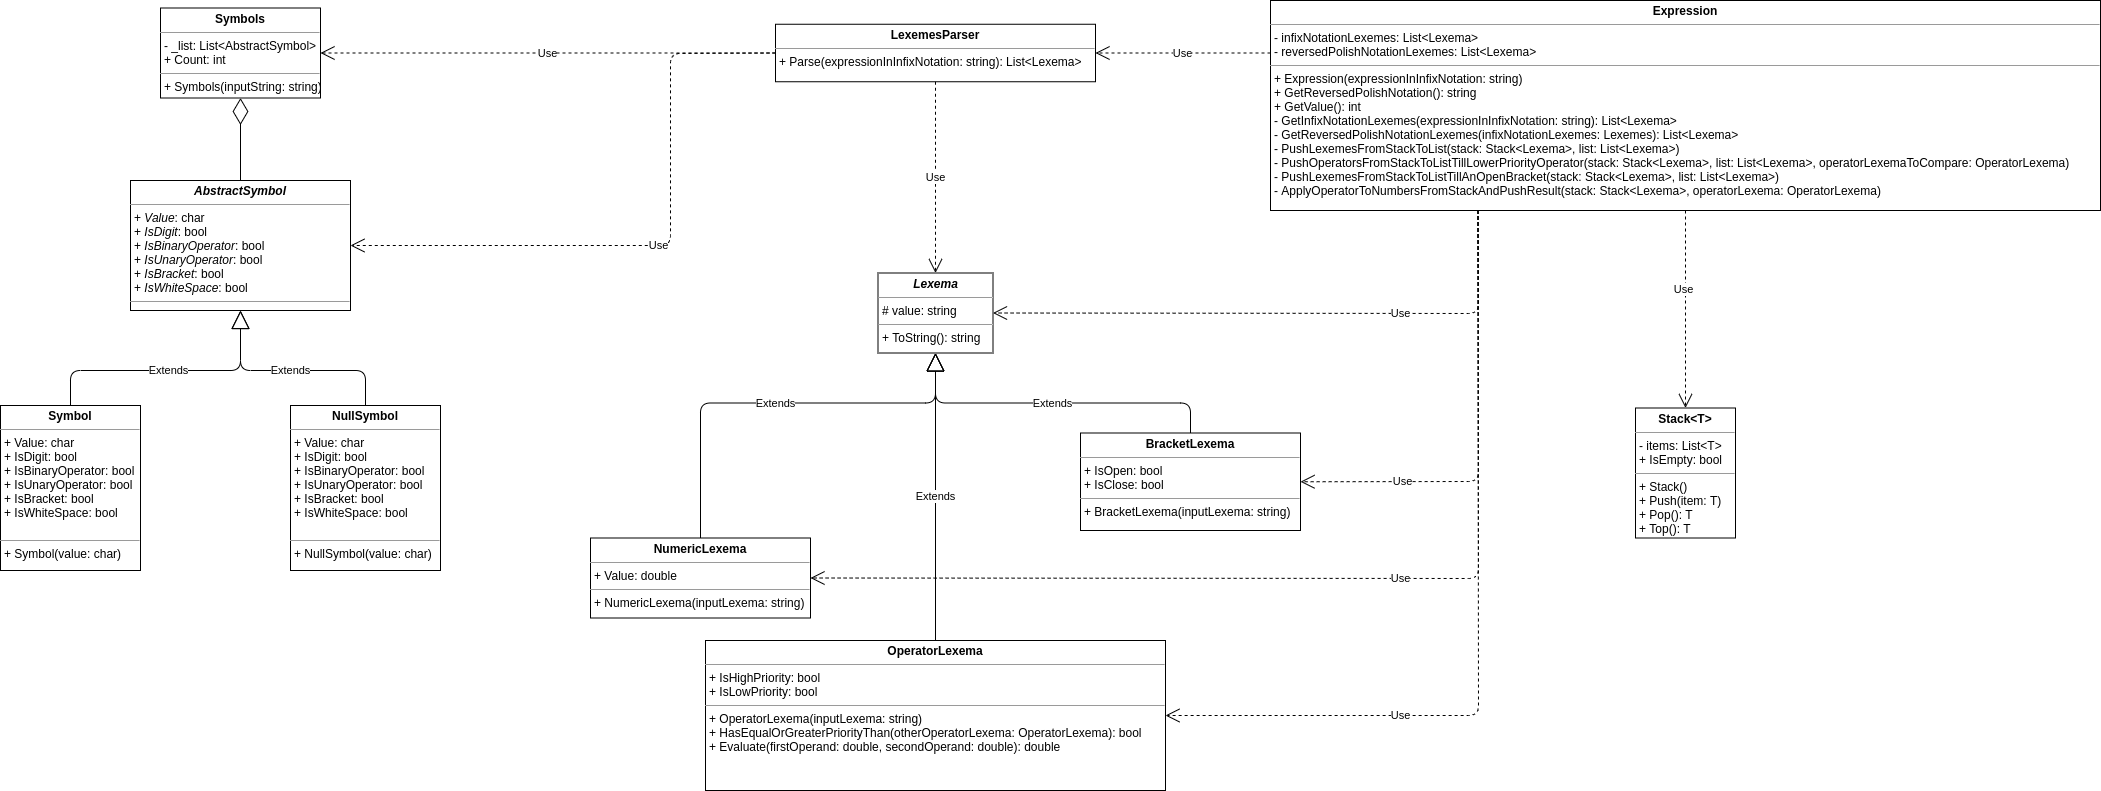 Symbols
- _list: List<AbstractSymbol>
+ Count: int
+ Symbols(inputString: string)
Use
LexemesParser
+ Parse(expressionInInfixNotation: string): List<Lexema>
Use
Expression
- infixNotationLexemes: List<Lexema>
- reversedPolishNotationLexemes: List<Lexema>
+ Expression(expressionInInfixNotation: string)
+ GetReversedPolishNotation(): string
+ GetValue(): int
- GetInfixNotationLexemes(expressionInInfixNotation: string): List<Lexema>
- GetReversedPolishNotationLexemes(infixNotationLexemes: Lexemes): List<Lexema>
- PushLexemesFromStackToList(stack: Stack<Lexema>, list: List<Lexema>)
- PushOperatorsFromStackToListTillLowerPriorityOperator(stack: Stack<Lexema>, list: List<Lexema>, operatorLexemaToCompare: OperatorLexema)
- PushLexemesFromStackToListTillAnOpenBracket(stack: Stack<Lexema>, list: List<Lexema>)
- ApplyOperatorToNumbersFromStackAndPushResult(stack: Stack<Lexema>, operatorLexema: OperatorLexema)
AbstractSymbol
+ Value: char
+ IsDigit: bool
+ IsBinaryOperator: bool
+ IsUnaryOperator: bool
+ IsBracket: bool
+ IsWhiteSpace: bool
Use
Use
Lexema
# value: string
+ ToString(): string
Use
Use
Extends
Extends
Symbol
+ Value: char
+ IsDigit: bool
+ IsBinaryOperator: bool
+ IsUnaryOperator: bool
+ IsBracket: bool
+ IsWhiteSpace: bool
+ Symbol(value: char)
NullSymbol
+ Value: char
+ IsDigit: bool
+ IsBinaryOperator: bool
+ IsUnaryOperator: bool
+ IsBracket: bool
+ IsWhiteSpace: bool
+ NullSymbol(value: char)
Extends
Extends
Extends
BracketLexema
+ IsOpen: bool
+ IsClose: bool
+ BracketLexema(inputLexema: string)
Use
Stack<T>
- items: List<T>
+ IsEmpty: bool
+ Stack()
+ Push(item: T)
+ Pop(): T
+ Top(): T
NumericLexema
+ Value: double
+ NumericLexema(inputLexema: string)
Use
OperatorLexema
+ IsHighPriority: bool
+ IsLowPriority: bool
+ OperatorLexema(inputLexema: string)
+ HasEqualOrGreaterPriorityThan(otherOperatorLexema: OperatorLexema): bool
+ Evaluate(firstOperand: double, secondOperand: double): double
Use